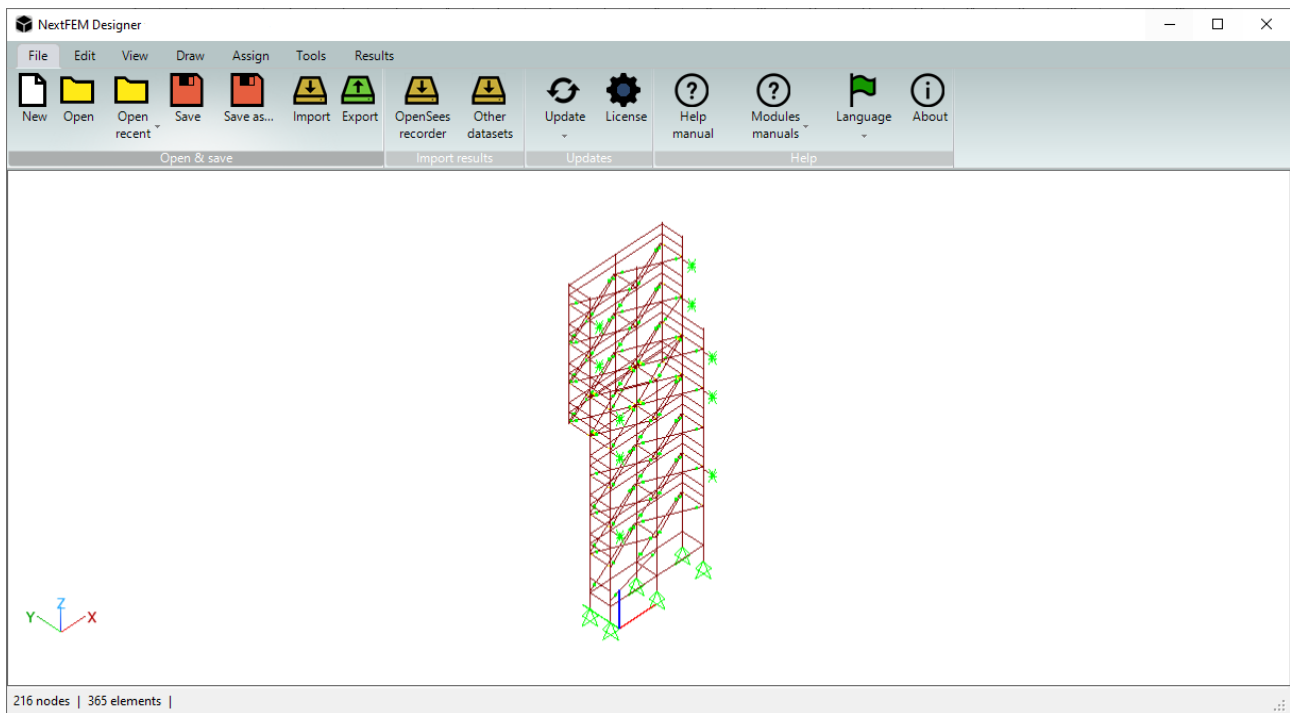 NextFEM Designer
File Edit View Draw Assign Tools Results
New Open Open recent Save Save as... Import Export OpenSees recorder Other datasets Update License Help manual Modules manuals Language About
Open & save Import results Updates Help
Z
Y X
216 nodes | 365 elements |